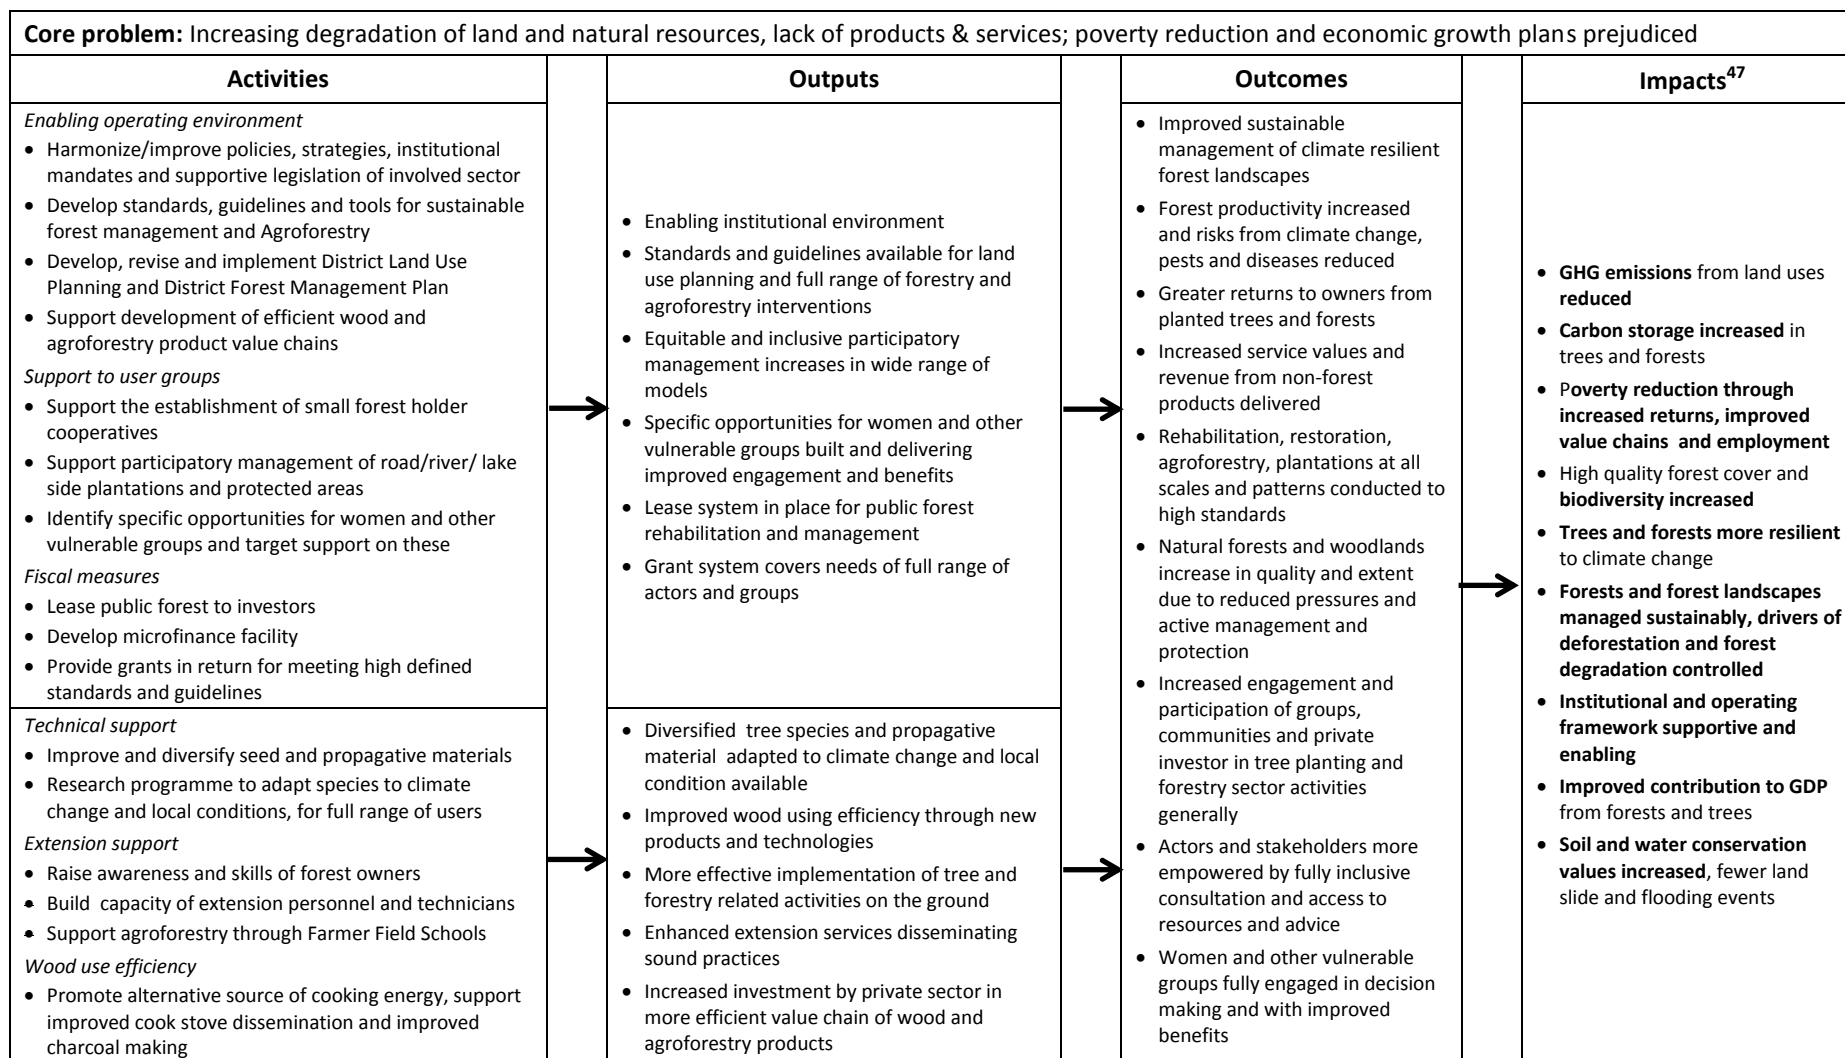 Core problem: Increasing degradation of land and natural resources, lack of products & services; poverty reduction and economic growth plans prejudiced
Activities
Enabling operating environment
• Harmonize/improve policies, strategies, institutional
mandates and supportive legislation of involved sector
• Develop standards, guidelines and tools for sustainable
forest management and Agroforestry
• Develop, revise and implement District Land Use
Planning and District Forest Management Plan
• Support development of efficient wood and
agroforestry product value chains
Support to user groups
• Support the establishment of small forest holder
cooperatives
• Support participatory management of road/river/ lake
side plantations and protected areas
• Identify specific opportunities for women and other
vulnerable groups and target support on these
Fiscal measures
• Lease public forest to investors
• Develop microfinance facility
• Provide grants in return for meeting high defined
standards and guidelines
Technical support
• Improve and diversify seed and propagative materials
• Research programme to adapt species to climate
change and local conditions, for full range of users
Extension support
• Raise awareness and skills of forest owners
• Build capacity of extension personnel and technicians
• Support agroforestry through Farmer Field Schools
Wood use efficiency
• Promote alternative source of cooking energy, support
improved cook stove dissemination and improved
charcoal making
Outputs
• Enabling institutional environment
• Standards and guidelines available for land
use planning and full range of forestry and
agroforestry interventions
• Equitable and inclusive participatory
management increases in wide range of
models
• Specific opportunities for women and other
vulnerable groups built and delivering
improved engagement and benefits
• Lease system in place for public forest
rehabilitation and management
• Grant system covers needs of full range of
actors and groups
• Diversified tree species and propagative
material adapted to climate change and local
condition available
• Improved wood using efficiency through new
products and technologies
• More effective implementation of tree and
forestry related activities on the ground
• Enhanced extension services disseminating
sound practices
• Increased investment by private sector in
more efficient value chain of wood and
agroforestry products
Outcomes
• Improved sustainable
management of climate resilient
forest landscapes
• Forest productivity increased
and risks from climate change,
pests and diseases reduced
• Greater returns to owners from
planted trees and forests
• Increased service values and
revenue from non-forest
products delivered
• Rehabilitation, restoration,
agroforestry, plantations at all
scales and patterns conducted to
high standards
• Natural forests and woodlands
increase in quality and extent
due to reduced pressures and
active management and
protection
• Increased engagement and
participation of groups,
communities and private
investor in tree planting and
forestry sector activities
generally
• Actors and stakeholders more
empowered by fully inclusive
consultation and access to
resources and advice
• Women and other vulnerable
groups fully engaged in decision
making and with improved
benefits
Impacts47
• GHG emissions from land uses
reduced
• Carbon storage increased in
trees and forests
• Poverty reduction through
increased returns, improved
value chains and employment
• High quality forest cover and
biodiversity increased
• Trees and forests more resilient
to climate change
• Forests and forest landscapes
managed sustainably, drivers of
deforestation and forest
degradation controlled
• Institutional and operating
framework supportive and
enabling
• Improved contribution to GDP
from forests and trees
• Soil and water conservation
values increased, fewer land
slide and flooding events